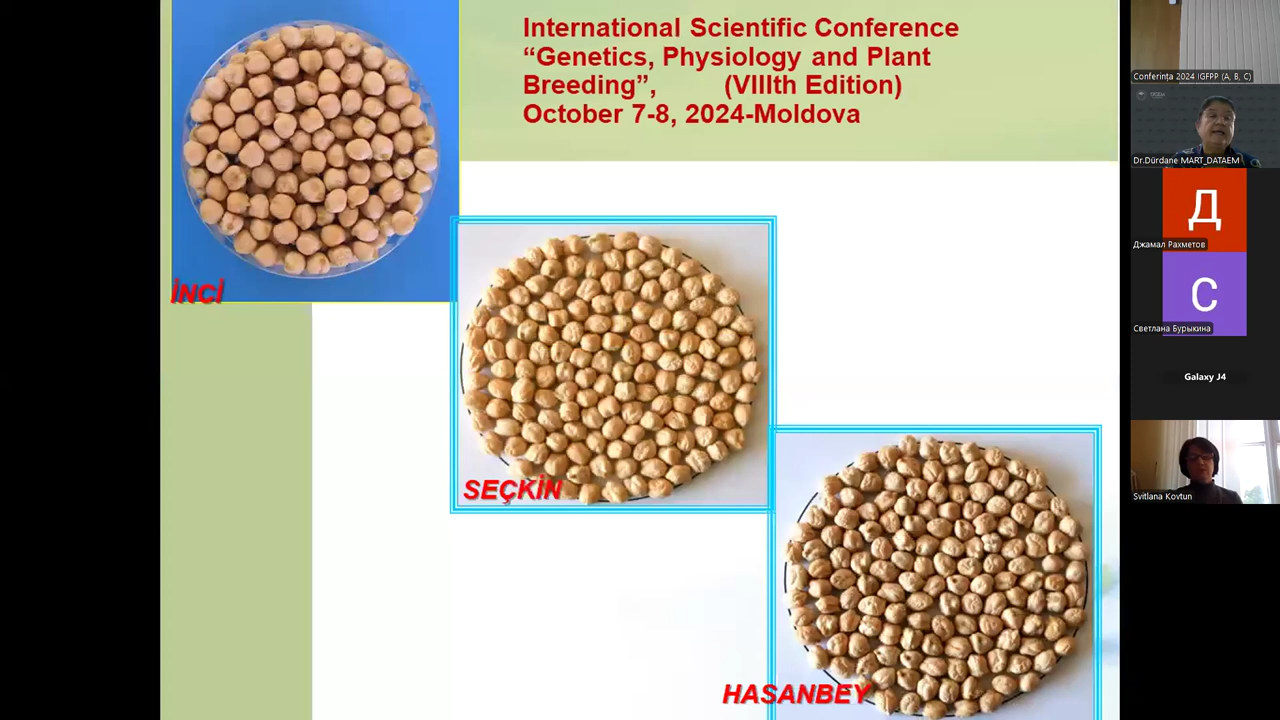 International Scientific Conference
“Genetics, Physiology and Plant
Breeding”, (VIIIth Edition)
October 7-8, 2024-Moldova
İNCİ
SEÇKİN
HASANBEY
Conferința 2024 IGFPP (A, B, C)
Dr.Dürdane MART_DATAEM
Д
Джамал Рахметов
С
Светлана Бурыкина
Galaxy J4
Svitlana Kovtun